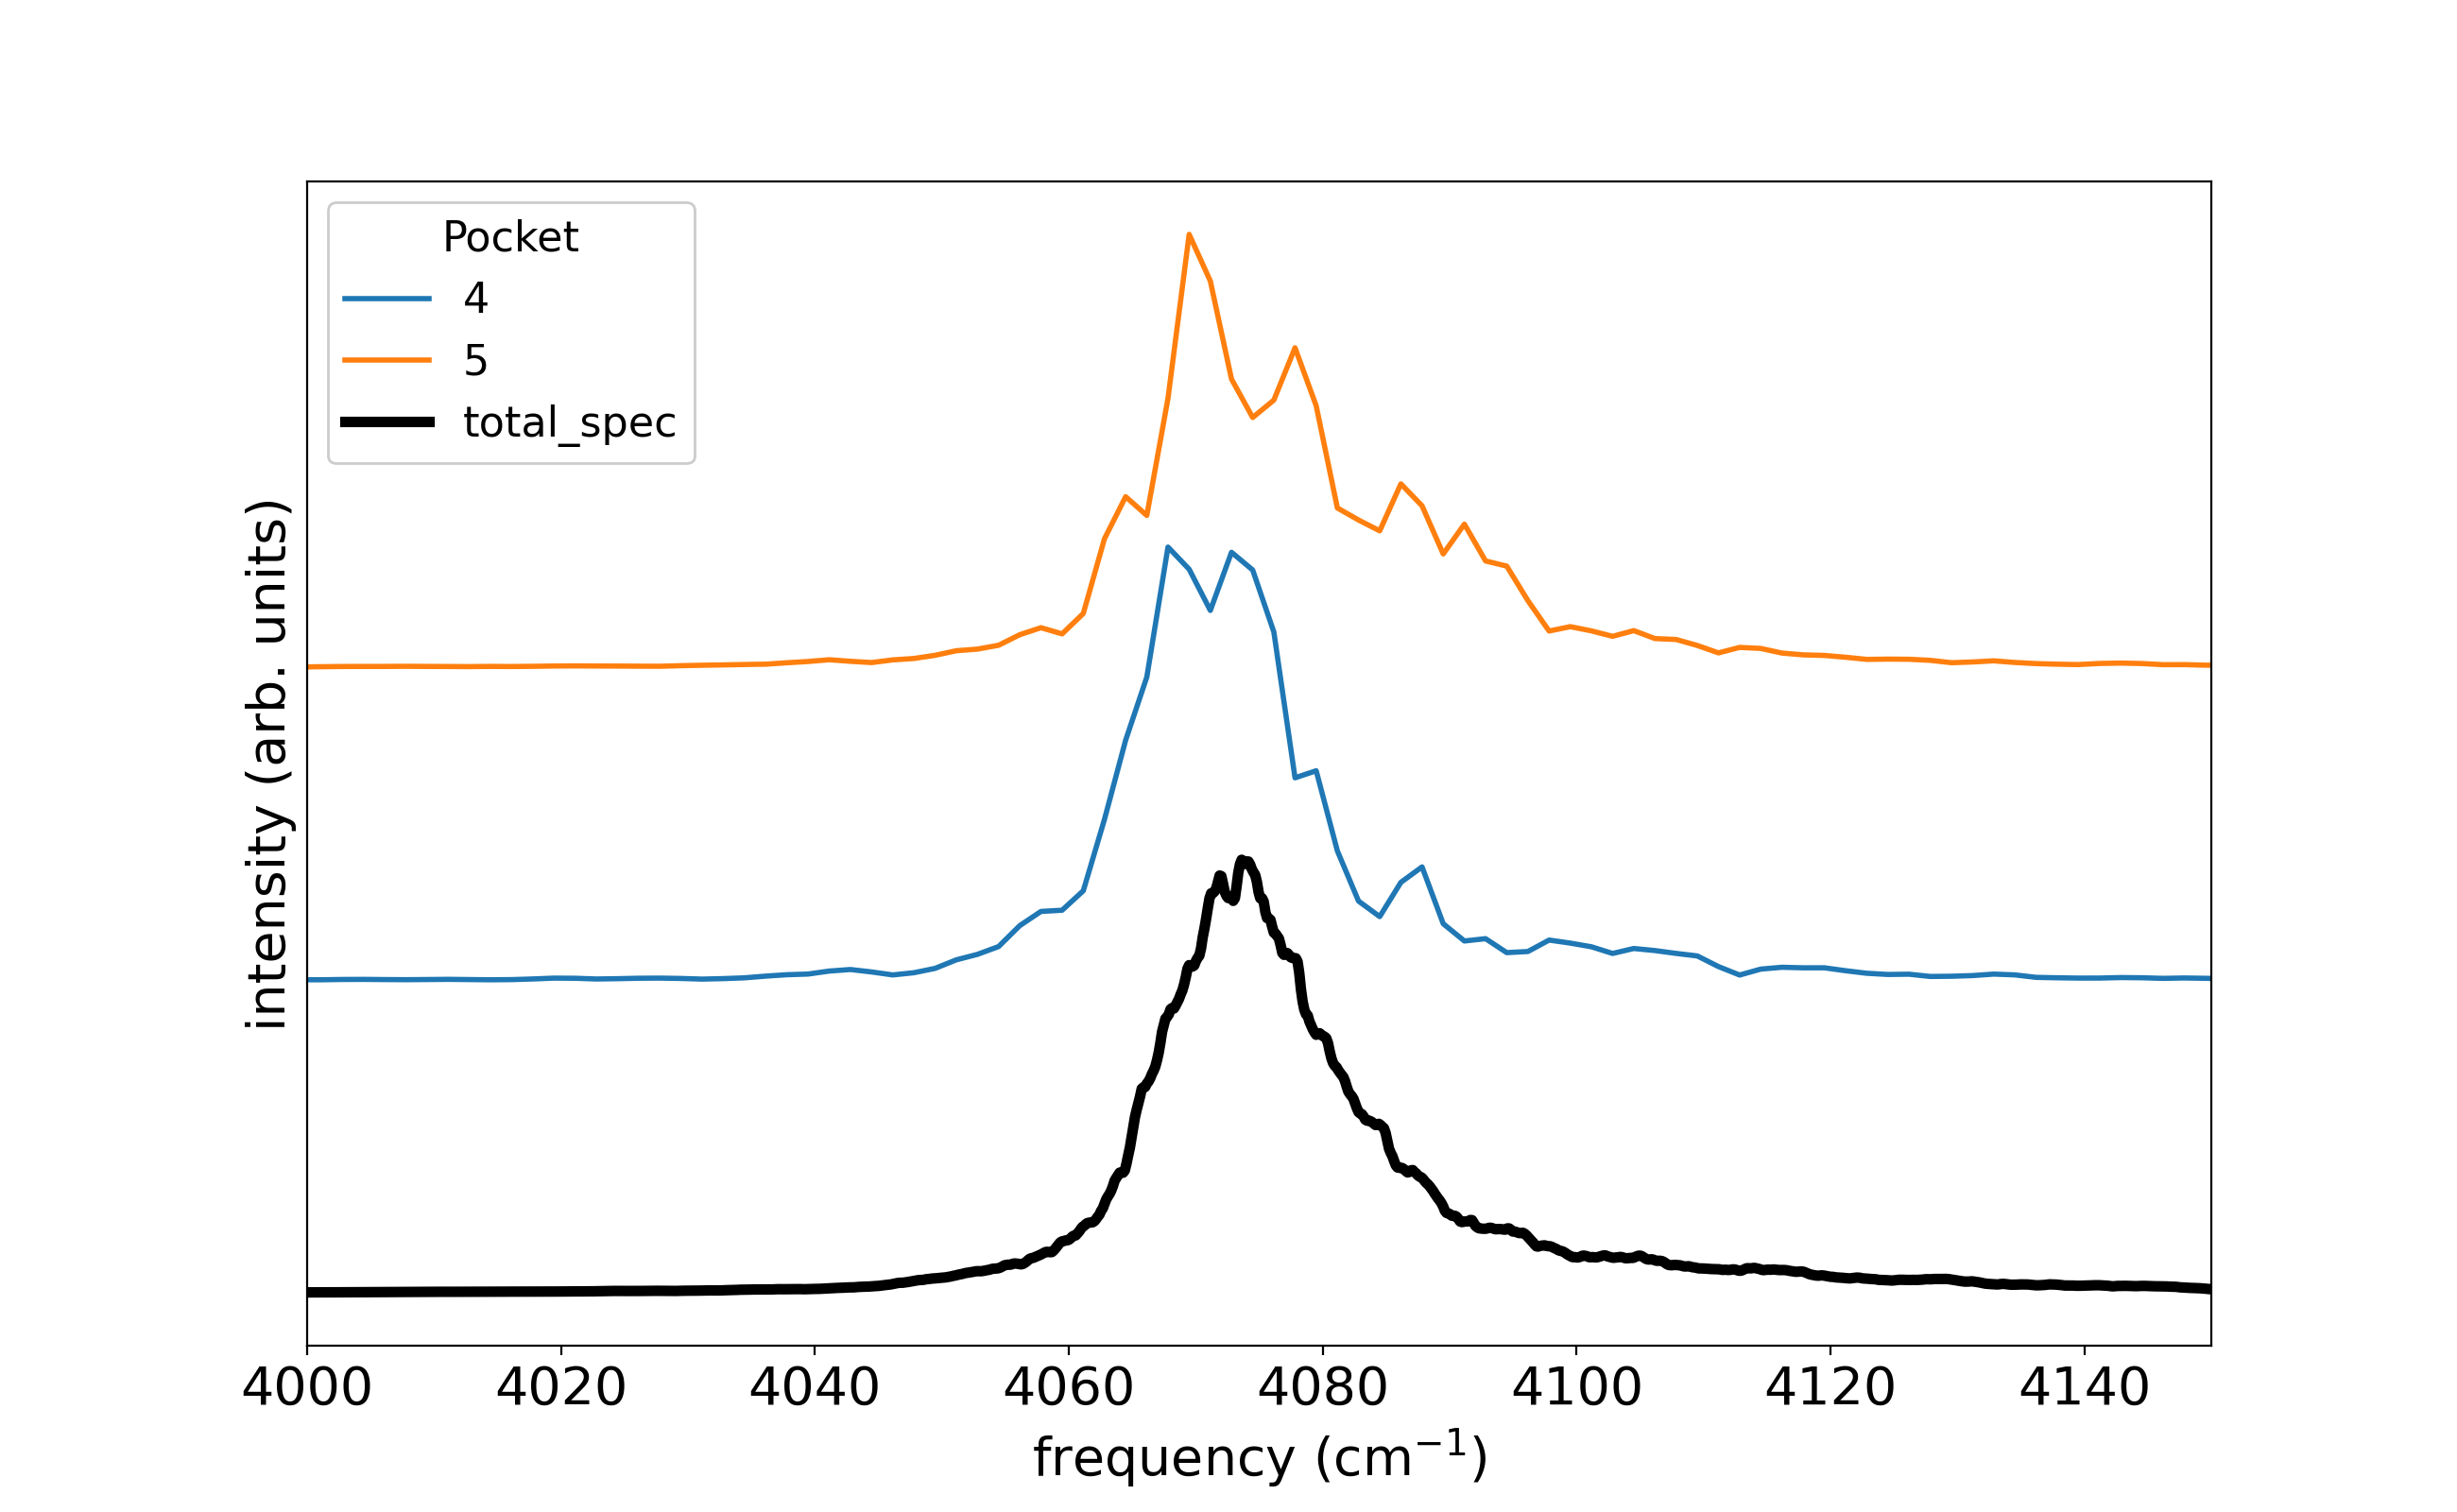 Pocket
4
5
total_spec
intensity (arb. units)
4000 4020 4040 4060 4080 4100 4120 4140
frequency (cm⁻¹)